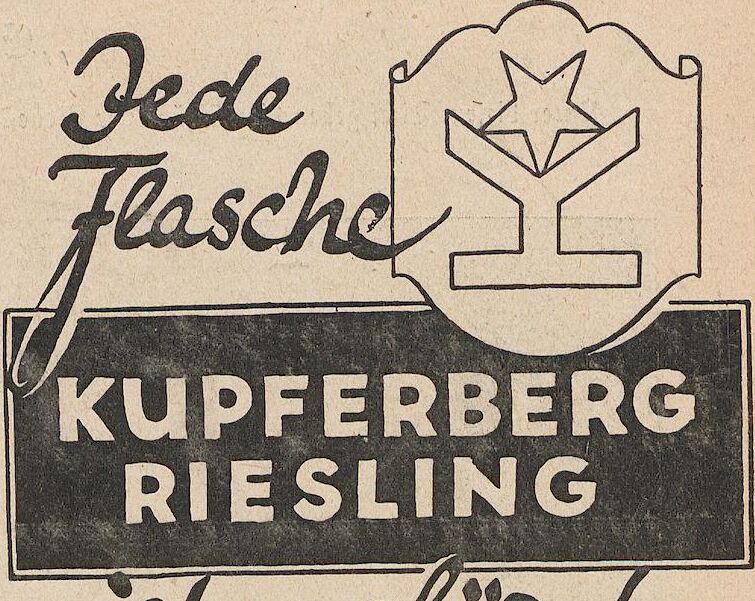 Jede
Flasche
KUPFERBERG
RIESLING